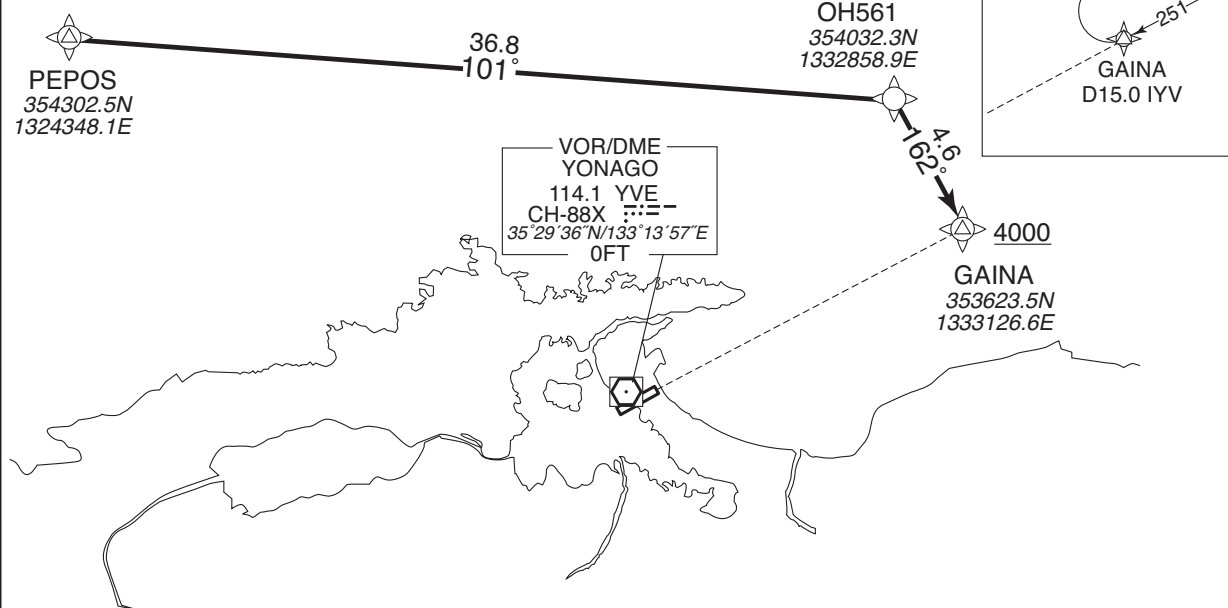 PEPOS
354302.5N
1324348.1E
36.8
101°
OH561
354032.3N
1332858.9E
4.6
162°
4000
GAINA
353623.5N
1333126.6E
VOR/DME
YONAGO
114.1 YVE
CH-88X
35°29′36″N/133°13′57″E
0FT
251
GAINA
D15.0 IYV